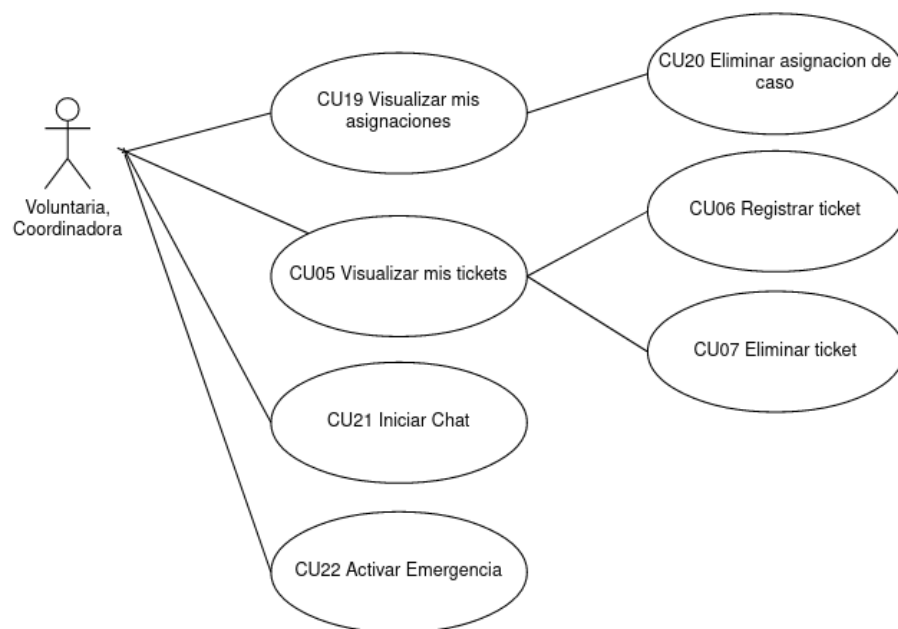 Voluntaria,
Coordinadora
CU19 Visualizar mis
asignaciones
CU20 Eliminar asignacion de
caso
CU05 Visualizar mis tickets
CU06 Registrar ticket
CU07 Eliminar ticket
CU21 Iniciar Chat
CU22 Activar Emergencia